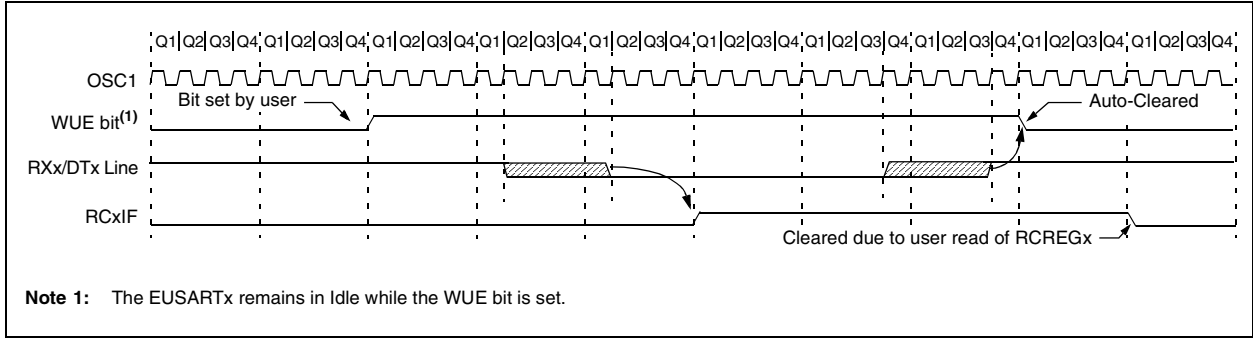 Q1|Q2|Q3|Q4|Q1|Q2|Q3|Q4|Q1|Q2|Q3|Q4|Q1|Q2|Q3|Q4|Q1|Q2|Q3|Q4|Q1|Q2|Q3|Q4|Q1|Q2|Q3|Q4|Q1|Q2|Q3|Q4|Q1|Q2|Q3|Q4|Q1|Q2|Q3|Q4
OSC1
Bit set by user
Auto-Cleared
WUE bit(1)
RXx/DTx Line
RCxIF
Cleared due to user read of RCREGx
Note 1: The EUSARTx remains in Idle while the WUE bit is set.